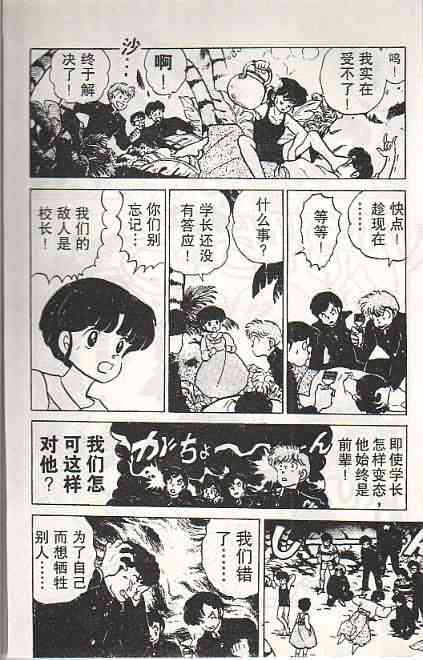 呜！
我实在
受不了！
啊！
沙……
终于解
决了！
快点！
趁现在
……
等等！
什么事？
学长还没
有答应！
你们别
忘记…
我们的
敌人是
校长！
即使学长
怎样变态，
他始终是
前辈！
がちょ〜〜ん
我们怎
可这样
对他？
我们错
了……
为了自己
而想牺牲
别人……